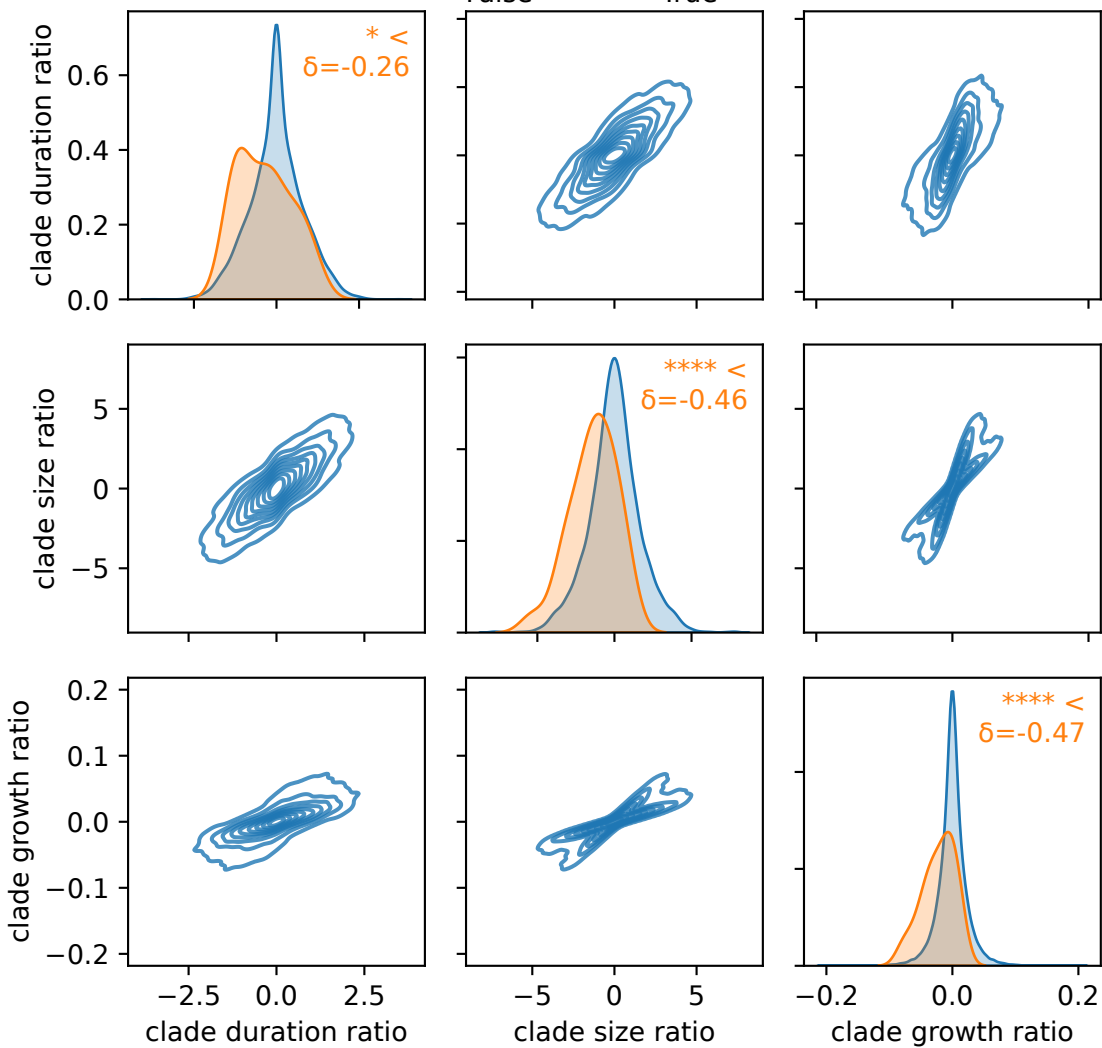 clade duration ratio
0.6
0.4
0.2
0.0
* <
δ=-0.26
clade size ratio
5
0
−5
**** <
δ=-0.46
clade growth ratio
0.2
0.1
0.0
−0.1
−0.2
**** <
δ=-0.47
−2.5 0.0 2.5
−5 0 5
−0.2 0.0 0.2
clade duration ratio
clade size ratio
clade growth ratio